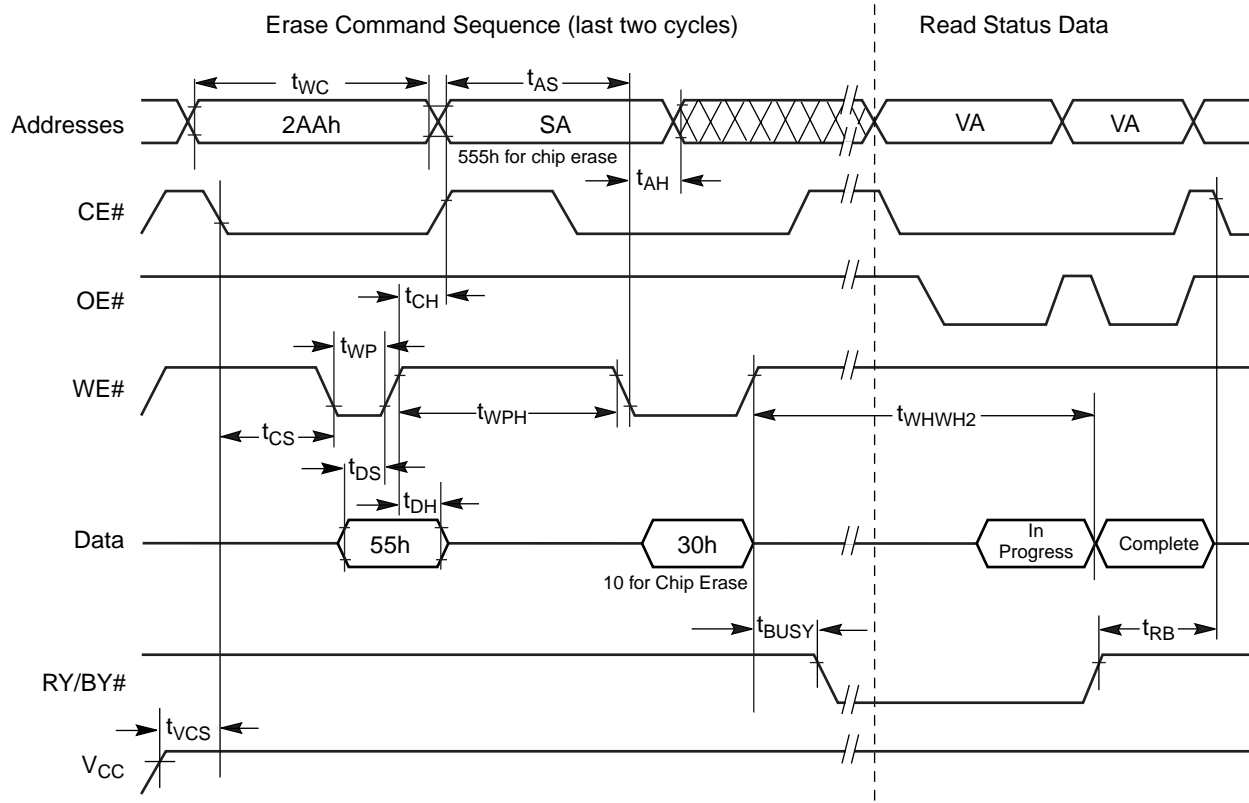 Erase Command Sequence (last two cycles)
Read Status Data
tWC
tAS
Addresses
2AAh
SA
VA
VA
555h for chip erase
tAH
CE#
OE#
tCH
tWP
WE#
tWPH
tWHWH2
tCS
tDS
tDH
Data
55h
30h
In
Progress
Complete
10 for Chip Erase
tBUSY
tRB
RY/BY#
tVCS
VCC